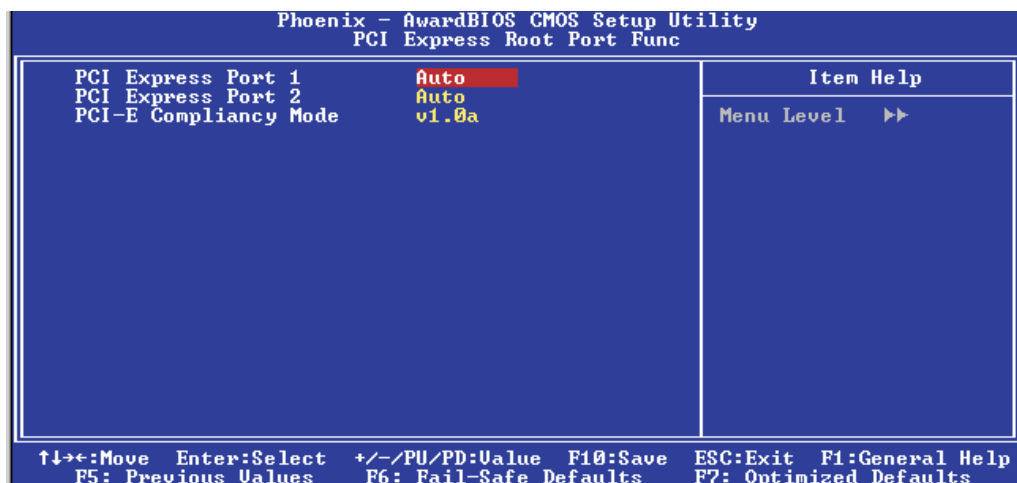 Phoenix – AwardBIOS CMOS Setup Utility
PCI Express Root Port Func
PCI Express Port 1 Auto
PCI Express Port 2 Auto
PCI-E Compliancy Mode v1.0a
Item Help
Menu Level ▶▶
↑↓→←:Move Enter:Select +/-/PU/PD:Value F10:Save ESC:Exit F1:General Help
F5: Previous Values F6: Fail-Safe Defaults F7: Optimized Defaults